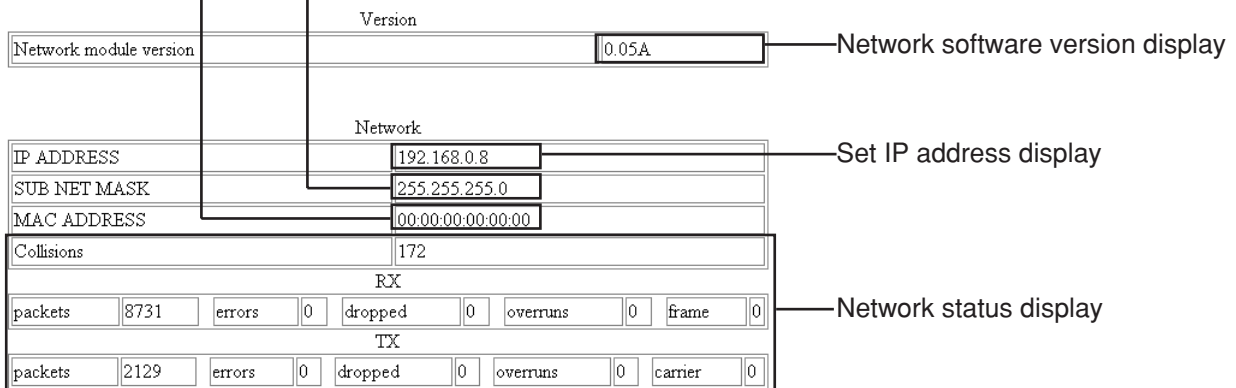 Version
Network module version 0.05A Network software version display
Network
IP ADDRESS 192.168.0.8 Set IP address display
SUB NET MASK 255.255.255.0
MAC ADDRESS 00:00:00:00:00:00
Collisions 172
RX
packets 8731 errors 0 dropped 0 overruns 0 frame 0 Network status display
TX
packets 2129 errors 0 dropped 0 overruns 0 carrier 0